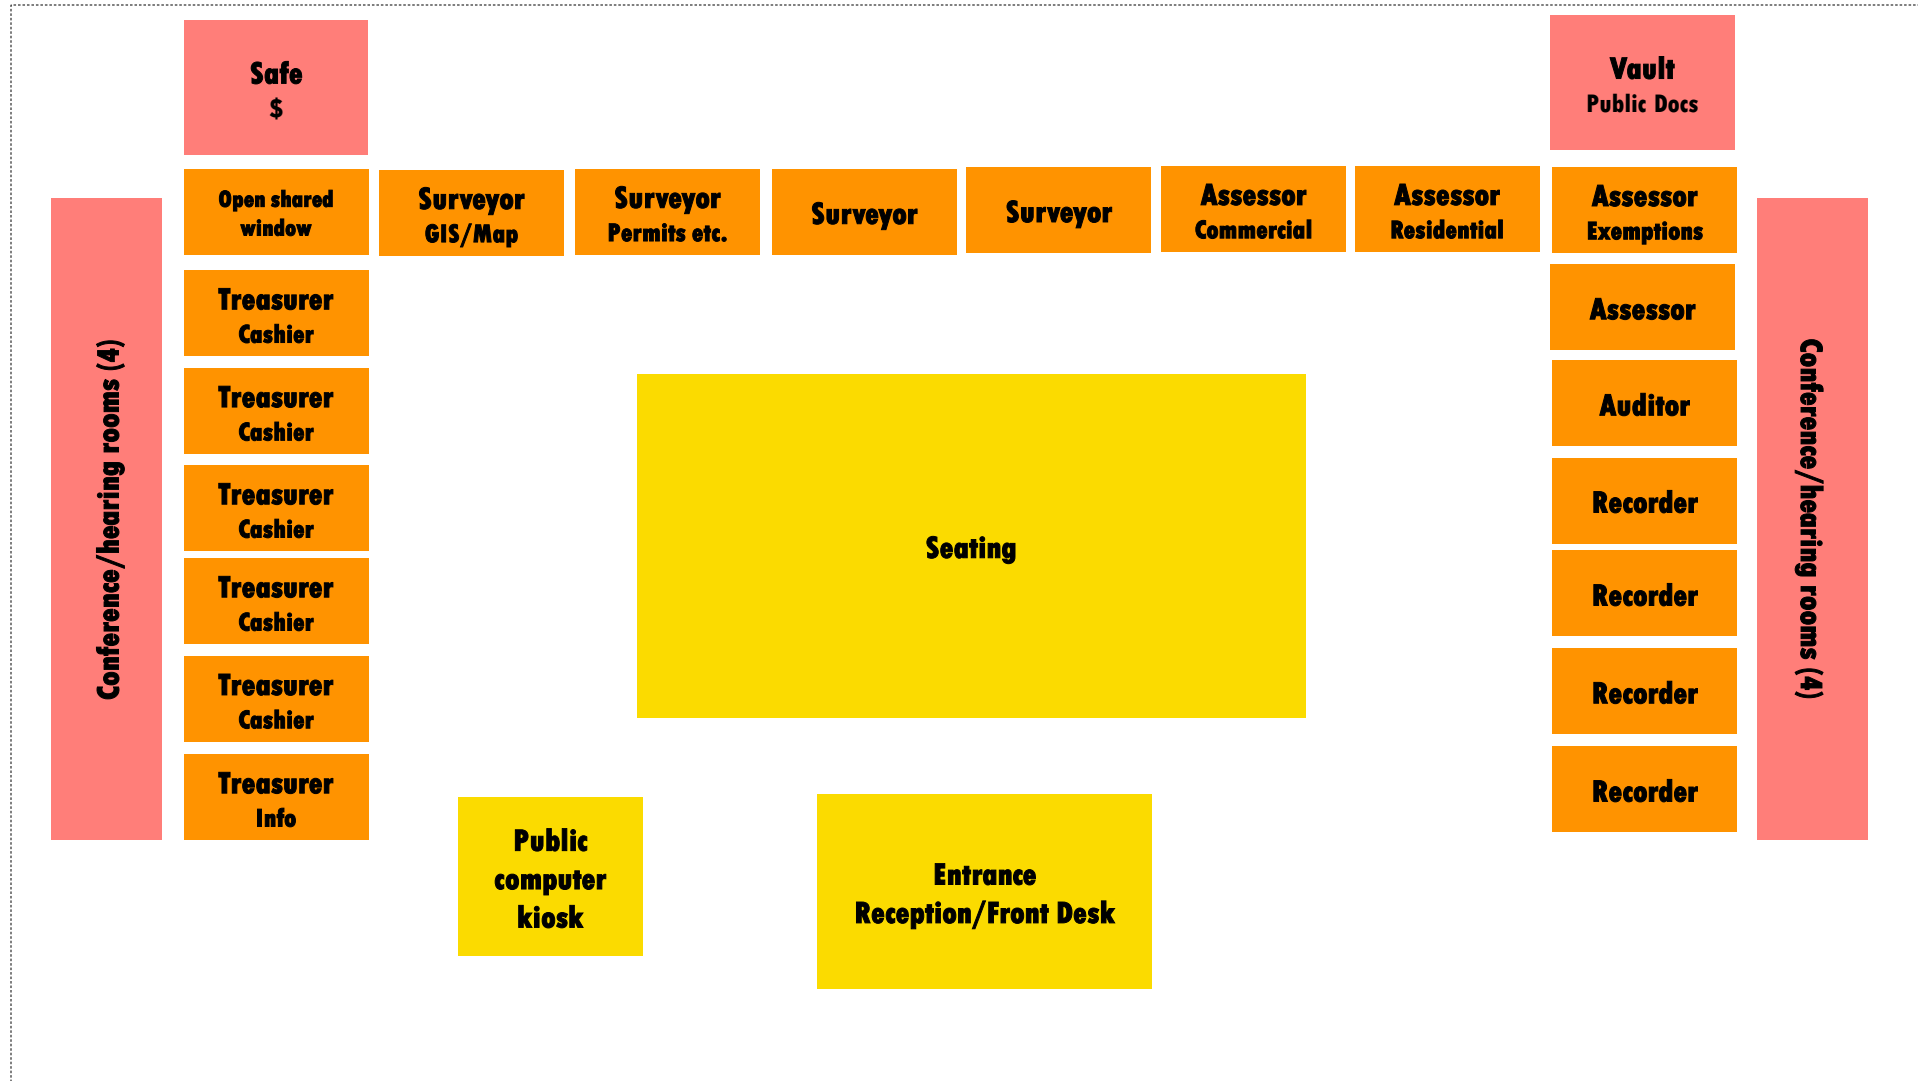 Safe
$
Vault
Public Docs
Open shared
window
Surveyor
GIS/Map
Surveyor
Permits etc.
Surveyor
Surveyor
Assessor
Commercial
Assessor
Residential
Assessor
Exemptions
Conference/hearing rooms (4)
Treasurer
Cashier
Treasurer
Cashier
Treasurer
Cashier
Treasurer
Cashier
Treasurer
Cashier
Treasurer
Info
Seating
Public
computer
kiosk
Entrance
Reception/Front Desk
Assessor
Auditor
Recorder
Recorder
Recorder
Recorder
Conference/hearing rooms (4)